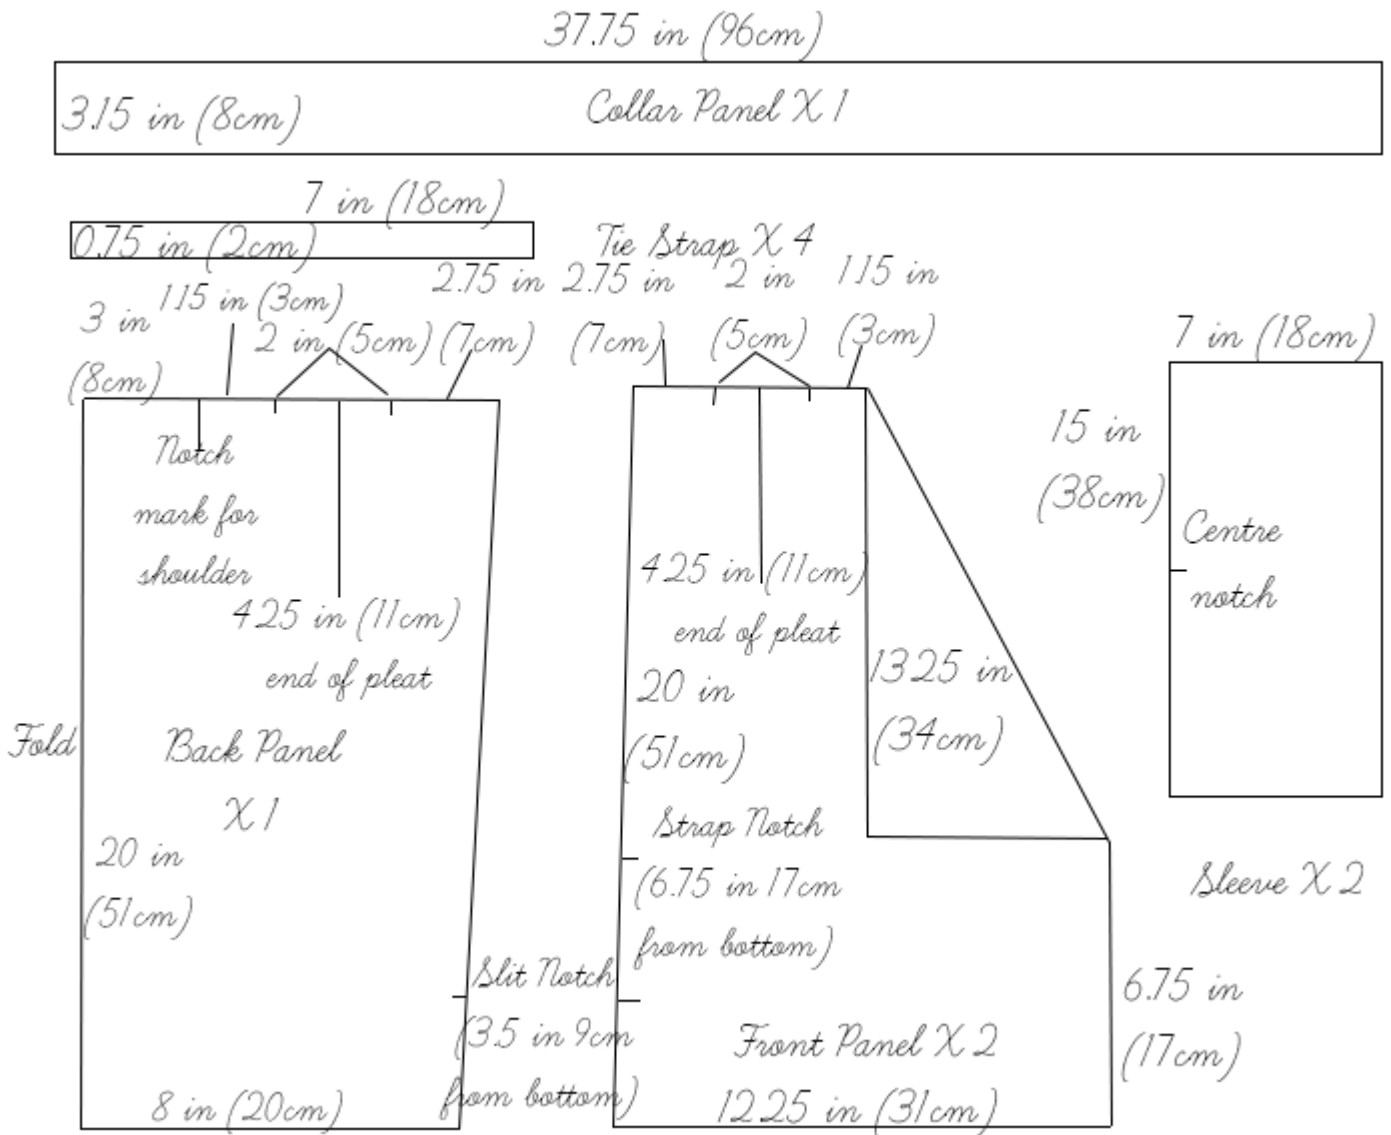 37.75 in (96cm)
3.15 in (8cm)
Collar Panel X 1
7 in (18cm)
0.75 in (2cm)
Tie Strap X 4
3 in
(8cm)
1.15 in (3cm)
2 in (5cm)
2.75 in
(7cm)
2.75 in
(7cm)
2 in
(5cm)
1.15 in
(3cm)
7 in (18cm)
15 in
(38cm)
Centre
notch
Sleeve X 2
Notch
mark for
shoulder
4.25 in (11cm)
end of pleat
Fold
Back Panel
X 1
20 in
(51cm)
8 in (20cm)
Slit Notch
(3.5 in 9cm
from bottom)
4.25 in (11cm)
end of pleat
20 in
(51cm)
13.25 in
(34cm)
Strap Notch
(6.75 in 17cm
from bottom)
Front Panel X 2
12.25 in (31cm)
6.75 in
(17cm)